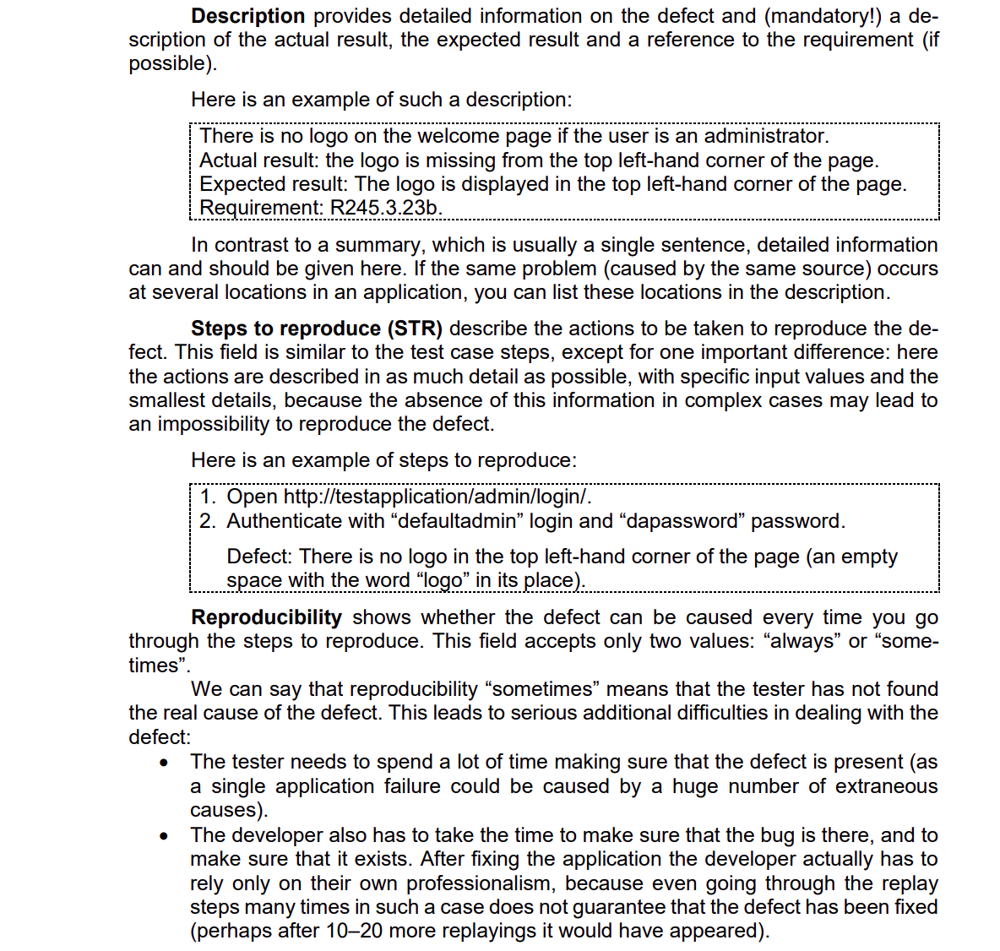 Description provides detailed information on the defect and (mandatory!) a de-
scription of the actual result, the expected result and a reference to the requirement (if
possible).
Here is an example of such a description:
There is no logo on the welcome page if the user is an administrator.
Actual result: the logo is missing from the top left-hand corner of the page.
Expected result: The logo is displayed in the top left-hand corner of the page.
Requirement: R245.3.23b.
In contrast to a summary, which is usually a single sentence, detailed information
can and should be given here. If the same problem (caused by the same source) occurs
at several locations in an application, you can list these locations in the description.
Steps to reproduce (STR) describe the actions to be taken to reproduce the de-
fect. This field is similar to the test case steps, except for one important difference: here
the actions are described in as much detail as possible, with specific input values and the
smallest details, because the absence of this information in complex cases may lead to
an impossibility to reproduce the defect.
Here is an example of steps to reproduce:
1. Open http://testapplication/admin/login/.
2. Authenticate with “defaultadmin” login and “dapassword” password.
Defect: There is no logo in the top left-hand corner of the page (an empty
space with the word “logo” in its place).
Reproducibility shows whether the defect can be caused every time you go
through the steps to reproduce. This field accepts only two values: “always” or “some-
times”.
We can say that reproducibility “sometimes” means that the tester has not found
the real cause of the defect. This leads to serious additional difficulties in dealing with the
defect:
• The tester needs to spend a lot of time making sure that the defect is present (as
a single application failure could be caused by a huge number of extraneous
causes).
• The developer also has to take the time to make sure that the bug is there, and to
make sure that it exists. After fixing the application the developer actually has to
rely only on their own professionalism, because even going through the replay
steps many times in such a case does not guarantee that the defect has been fixed
(perhaps after 10–20 more replayings it would have appeared).